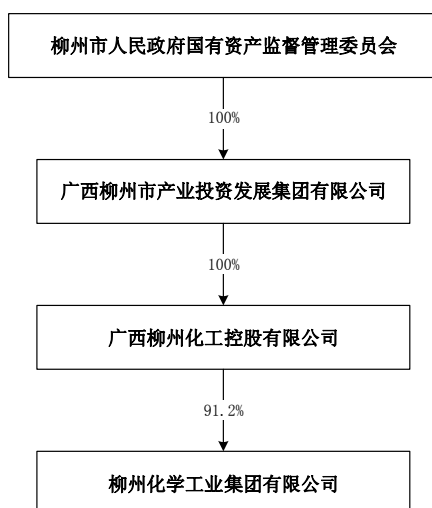 柳州市人民政府国有资产监督管理委员会
100%
广西柳州市产业投资发展集团有限公司
100%
广西柳州化工控股有限公司
91.2%
柳州化学工业集团有限公司